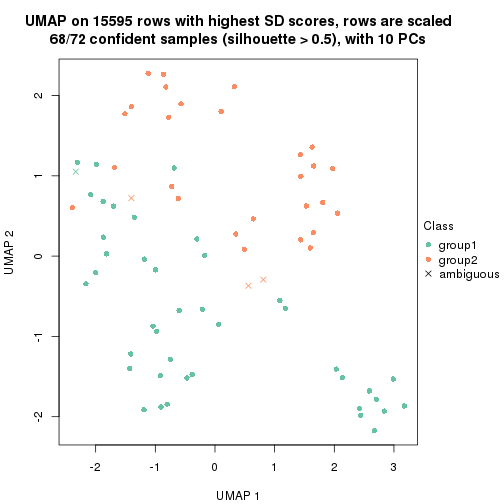 UMAP on 15595 rows with highest SD scores, rows are scaled
68/72 confident samples (silhouette > 0.5), with 10 PCs
2
1
0
-1
-2
UMAP 2
-2
-1
0
1
2
3
UMAP 1
Class
group1
group2
ambiguous